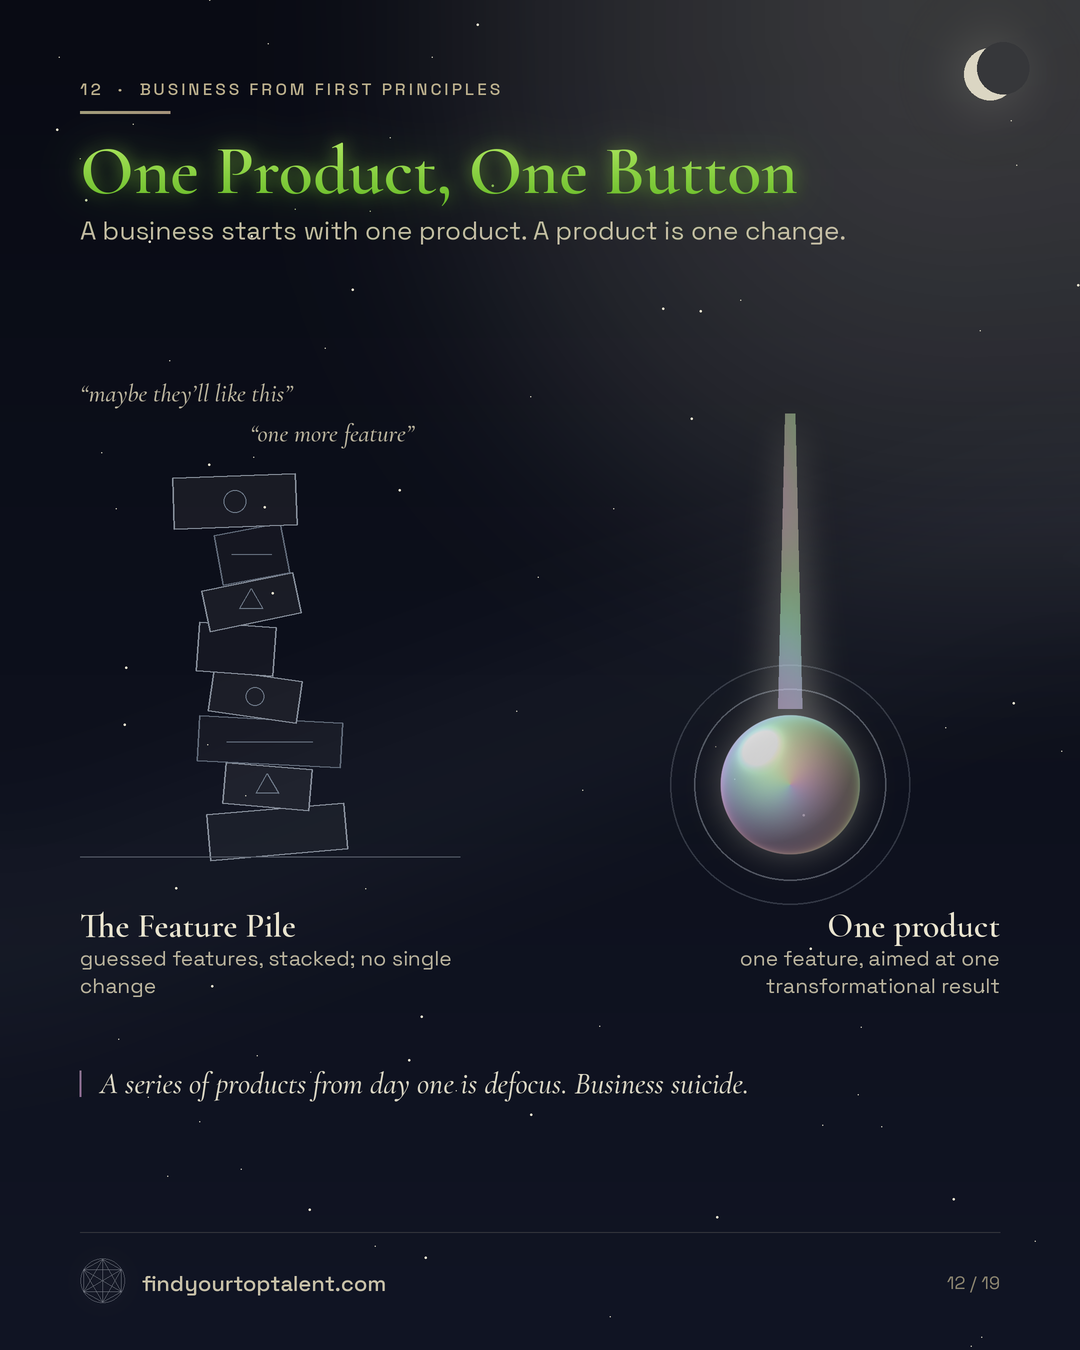 12 · BUSINESS FROM FIRST PRINCIPLES
One Product, One Button
A business starts with one product. A product is one change.
“maybe they’ll like this”
“one more feature”
The Feature Pile
guessed features, stacked; no single
change
One product
one feature, aimed at one
transformational result
A series of products from day one is defocus. Business suicide.
findyourtoptalent.com
12 / 19